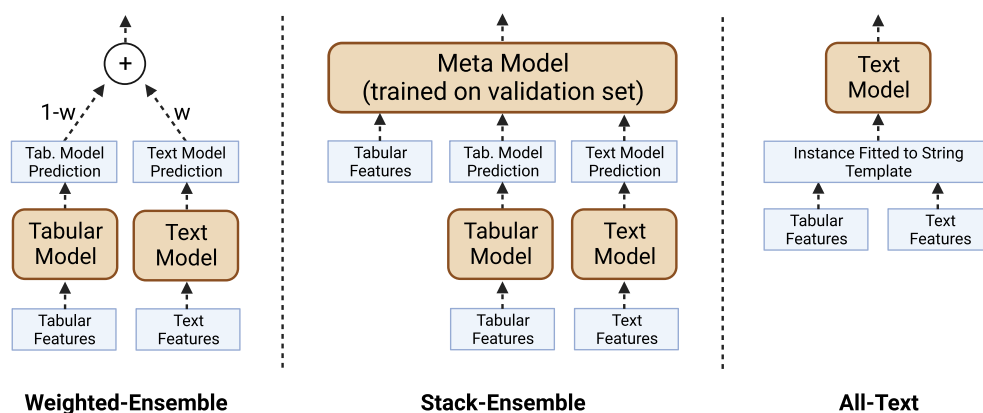 +
1-w
w
Tab. Model
Prediction
Text Model
Prediction
Tabular
Model
Text
Model
Tabular
Features
Text
Features
Weighted-Ensemble
Meta Model
(trained on validation set)
Tabular
Features
Tab. Model
Prediction
Text Model
Prediction
Tabular
Model
Text
Model
Tabular
Features
Text
Features
Stack-Ensemble
Text
Model
Instance Fitted to String
Template
Tabular
Features
Text
Features
All-Text